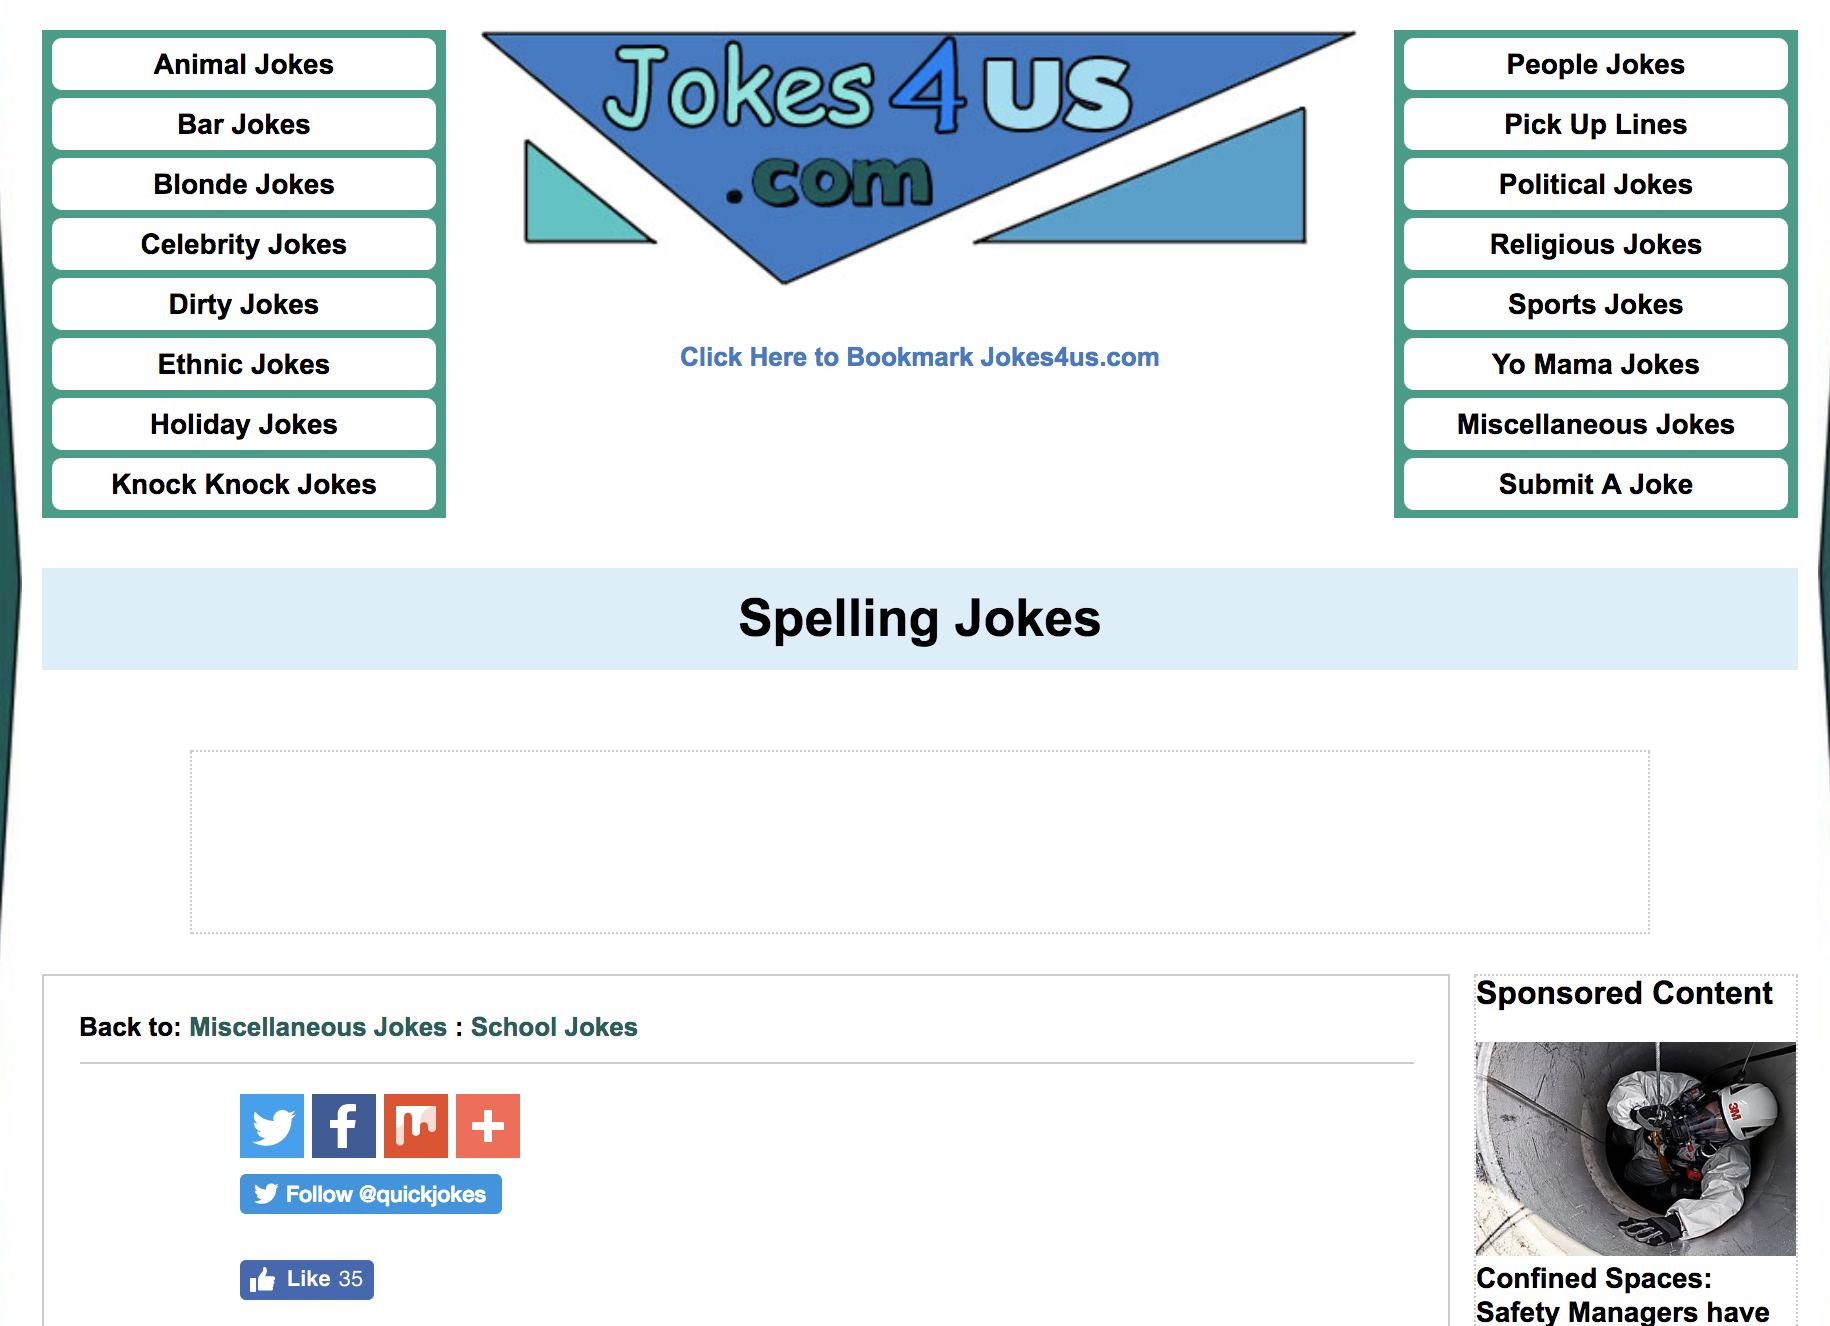 Animal Jokes
Bar Jokes
Blonde Jokes
Celebrity Jokes
Dirty Jokes
Ethnic Jokes
Holiday Jokes
Knock Knock Jokes
Jokes 4 us
.com
Click Here to Bookmark Jokes4us.com
People Jokes
Pick Up Lines
Political Jokes
Religious Jokes
Sports Jokes
Yo Mama Jokes
Miscellaneous Jokes
Submit A Joke
Spelling Jokes
Back to: Miscellaneous Jokes : School Jokes
Follow @quickjokes
Like 35
Sponsored Content
3M
Confined Spaces:
Safety Managers have